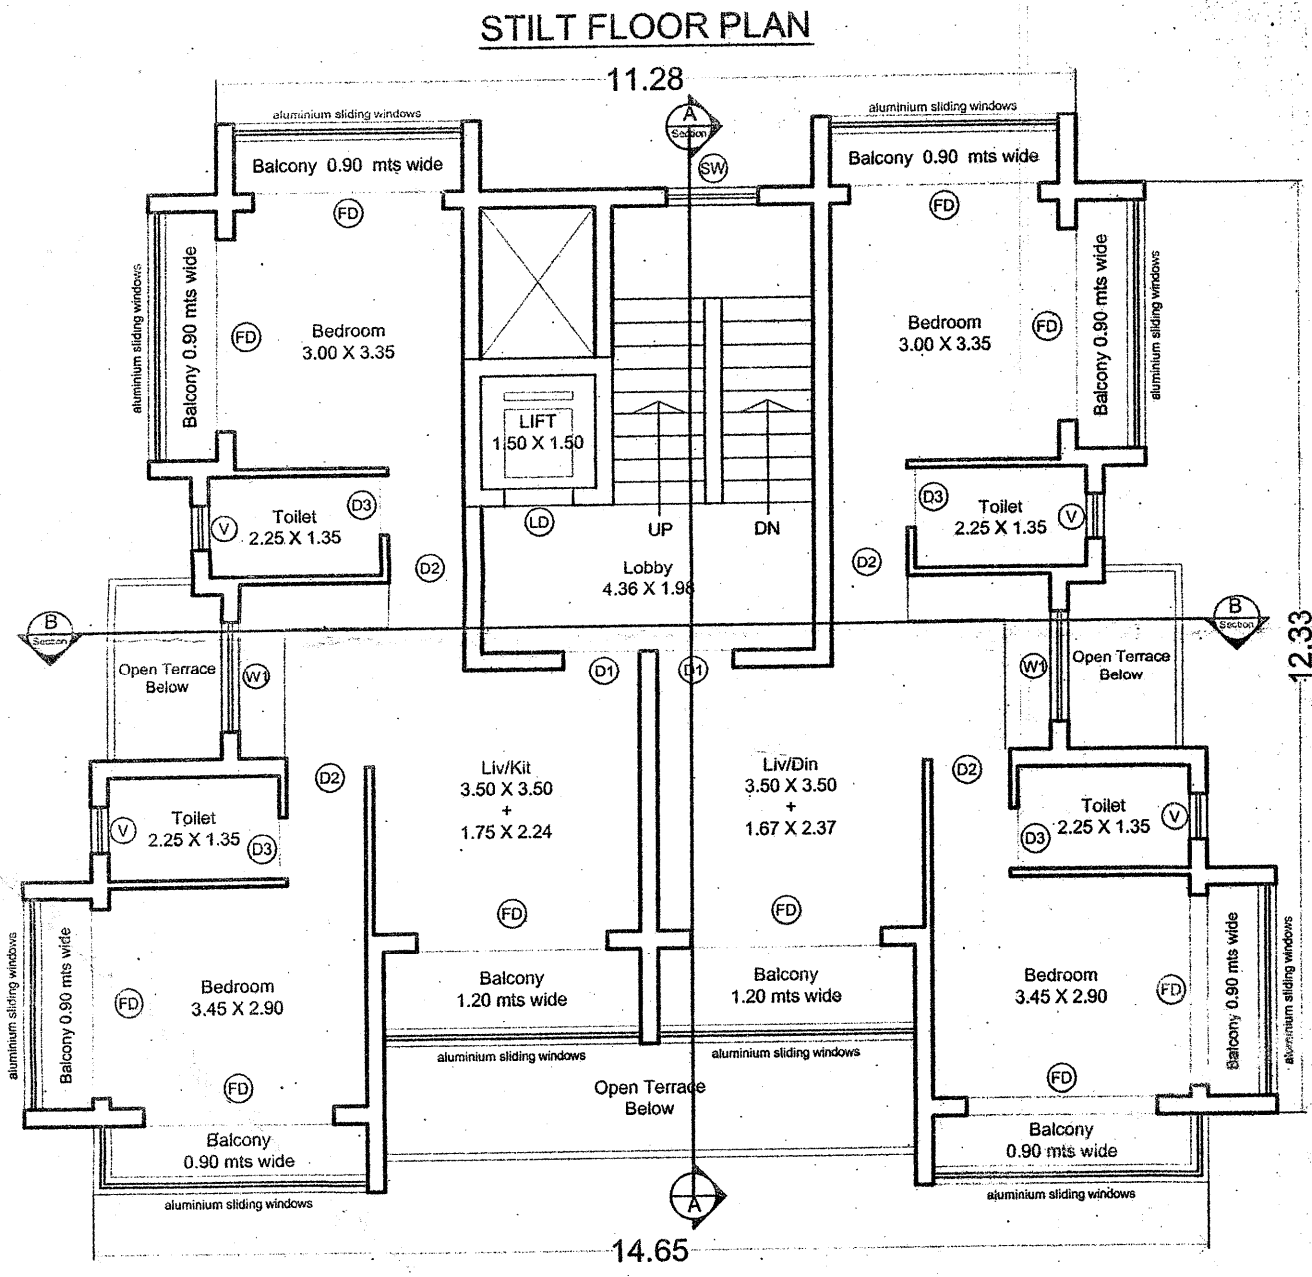 STILT FLOOR PLAN
11.28
aluminium sliding windows
A
Section
aluminium sliding windows
Balcony 0.90 mts wide
SW
Balcony 0.90 mts wide
FD
FD
aluminium sliding windows
Balcony 0.90 mts wide
FD
Bedroom
3.00 X 3.35
Bedroom
3.00 X 3.35
FD
Balcony 0.90 mts wide
aluminium sliding windows
LIFT
1.50 X 1.50
V
Toilet
2.25 X 1.35
D3
LD
UP
DN
D3
Toilet
2.25 X 1.35
V
D2
Lobby
4.36 X 1.98
D2
B
Section
B
Section
12.33
Open Terrace
Below
W1
D1
D1
W1
Open Terrace
Below
D2
Liv/Kit
3.50 X 3.50
+
1.75 X 2.24
Liv/Din
3.50 X 3.50
+
1.67 X 2.37
D2
V
Toilet
2.25 X 1.35
D3
D3
Toilet
2.25 X 1.35
V
FD
FD
aluminium sliding windows
Balcony 0.90 mts wide
FD
Bedroom
3.45 X 2.90
Balcony
1.20 mts wide
Balcony
1.20 mts wide
Bedroom
3.45 X 2.90
FD
Balcony 0.90 mts wide
aluminium sliding windows
aluminium sliding windows
aluminium sliding windows
FD
Open Terrace
Below
FD
Balcony
0.90 mts wide
Balcony
0.90 mts wide
aluminium sliding windows
A
aluminium sliding windows
14.65